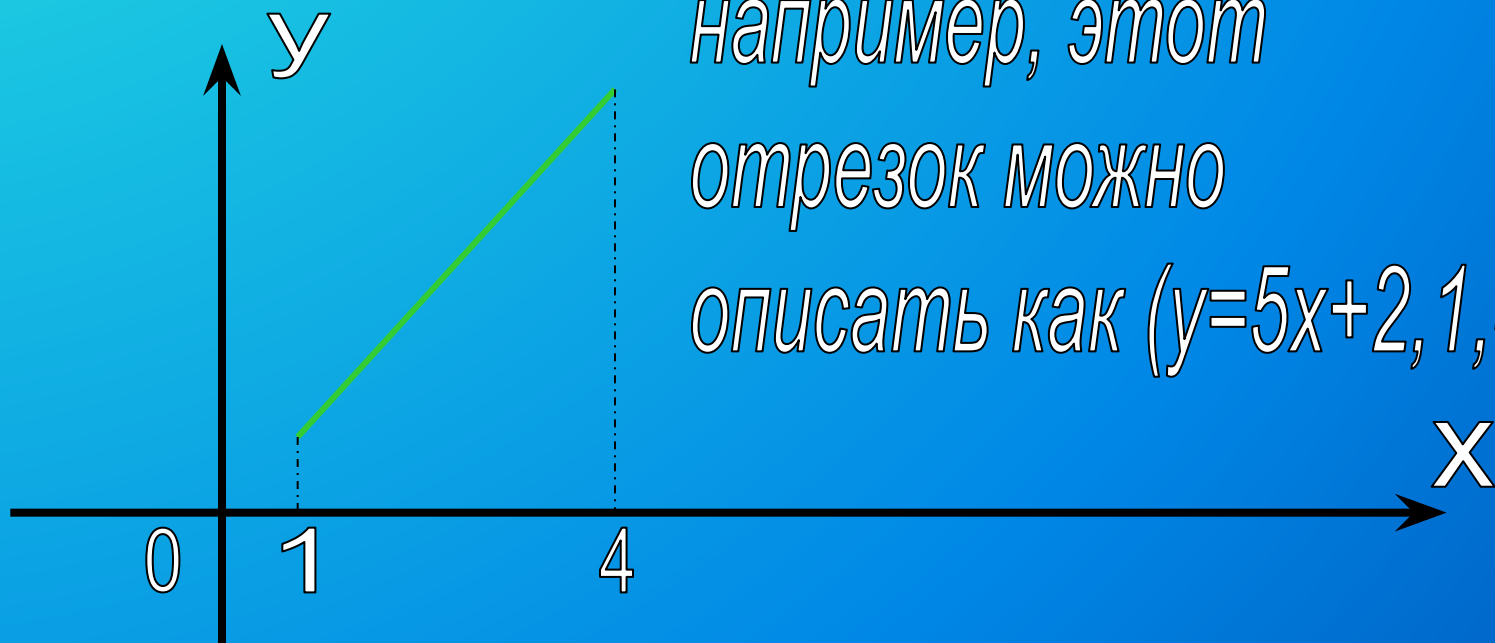 У
например, этот
отрезок можно
описать как (y=5x+2,1,
Х
0 1 4